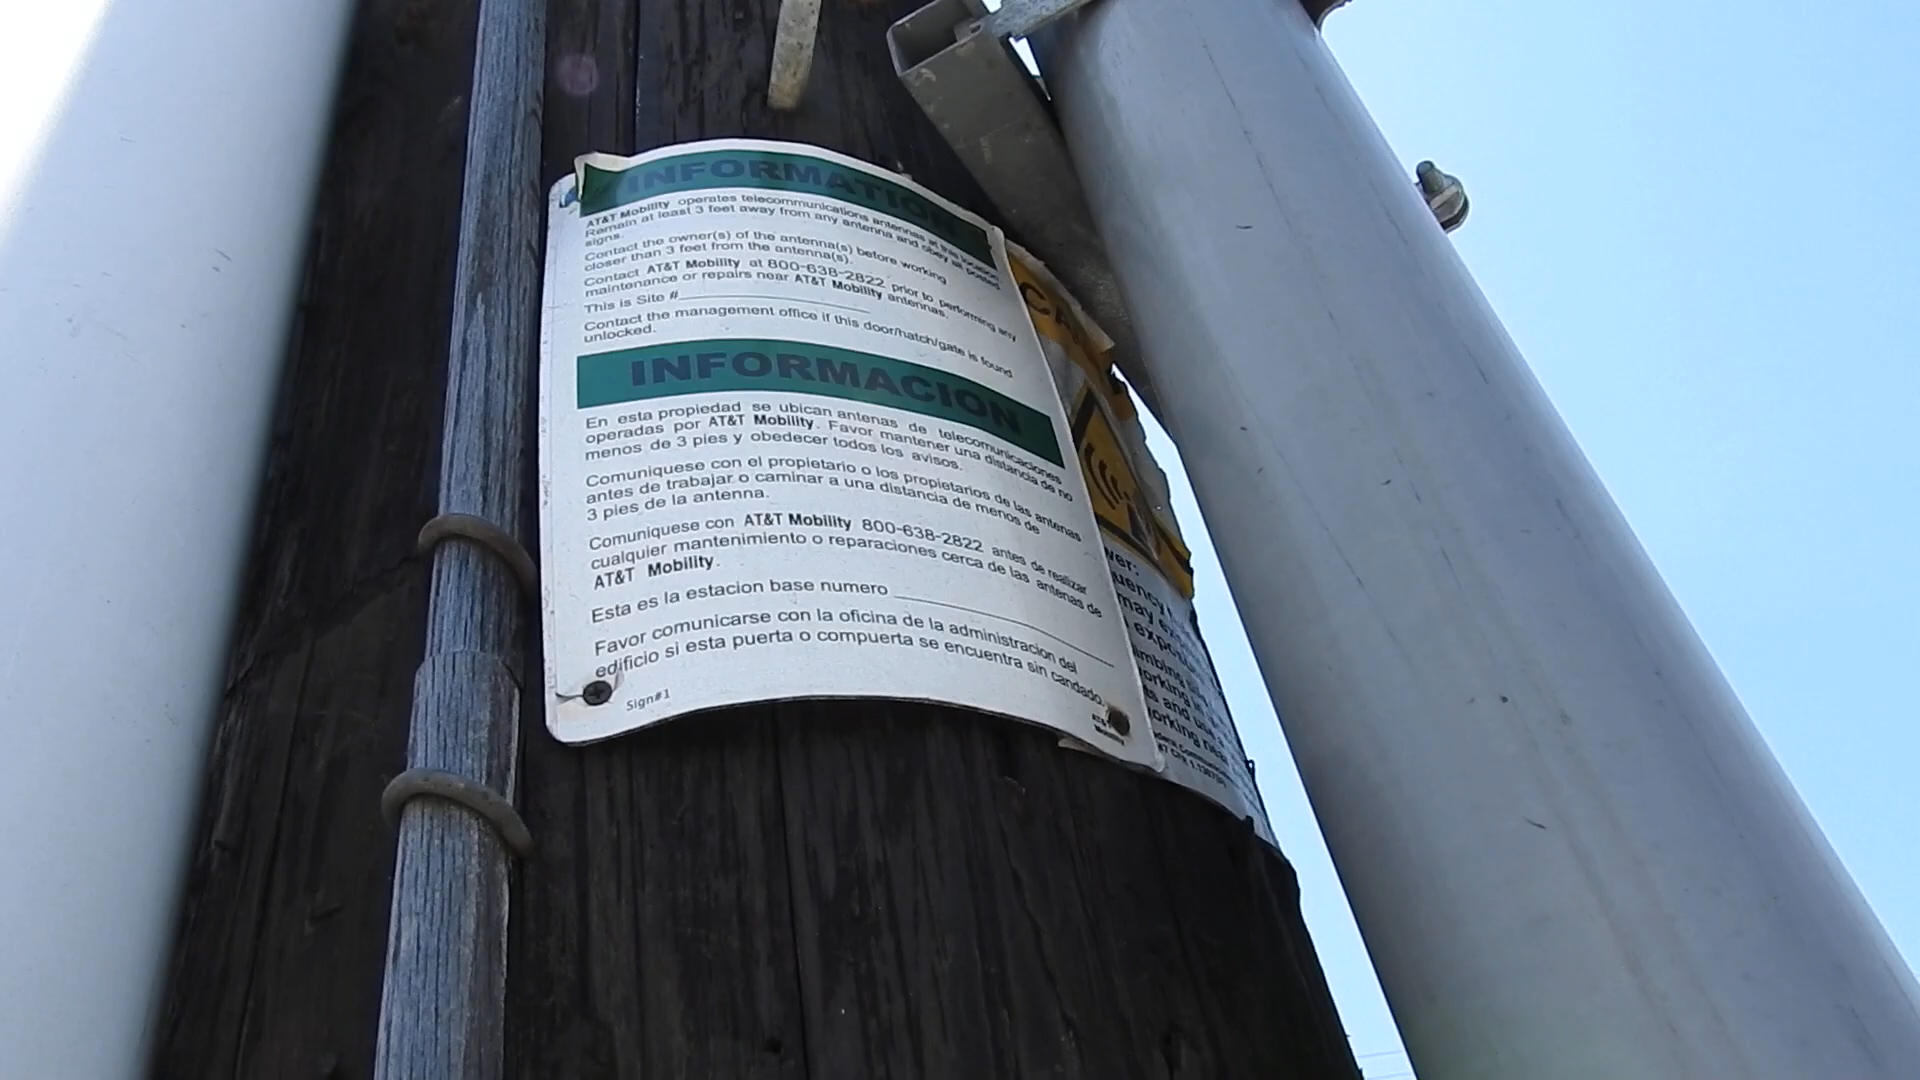 INFORMATION
AT&T Mobility operates telecommunications antennas at this location
Remain at least 3 feet away from any antenna and obey all posted
signs.
Contact the owner(s) of the antenna(s) before working
closer than 3 feet from the antenna(s).
Contact AT&T Mobility at 800-638-2822 prior to performing any
maintenance or repairs near AT&T Mobility antennas.
This is Site #
Contact the management office if this door/hatch/gate is found
unlocked.
INFORMACION
En esta propiedad se ubican antenas de telecomunicaciones
operadas por AT&T Mobility. Favor mantener una distancia de no
menos de 3 pies y obedecer todos los avisos.
Comuniquese con el propietario o los propietarios de las antenas
antes de trabajar o caminar a una distancia de menos de
3 pies de la antenna.
Comuniquese con AT&T Mobility 800-638-2822 antes de realizar
cualquier mantenimiento o reparaciones cerca de las antenas de
AT&T Mobility.
Esta es la estacion base numero
Favor comunicarse con la oficina de la administracion del
edificio si esta puerta o compuerta se encuentra sin candado.
Sign#1
AT&T
Mobility